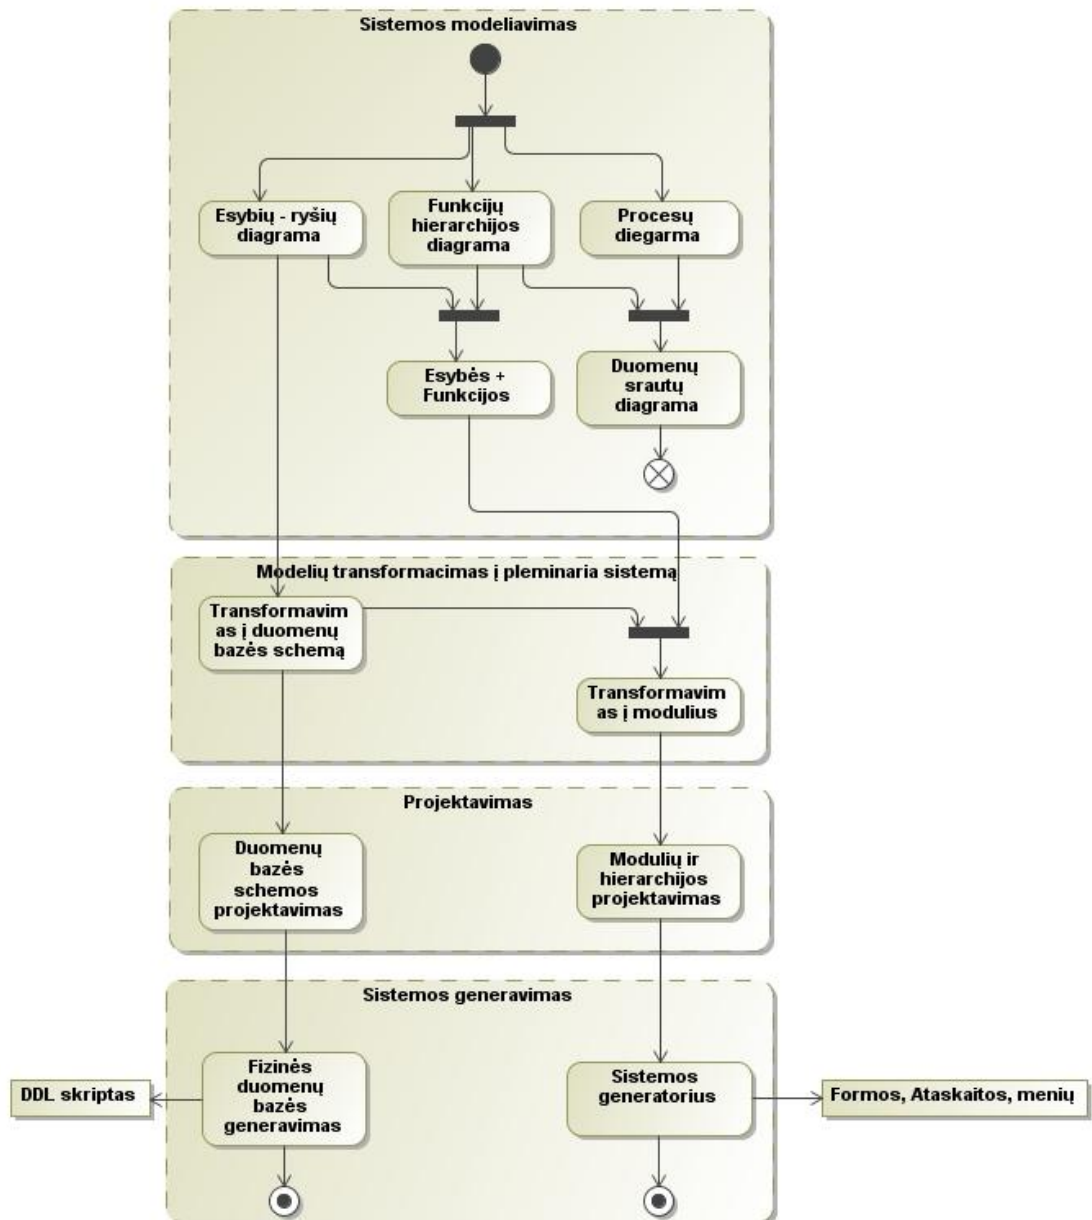 Sistemos modeliavimas
Esybių - ryšių
diagrama
Funkcijų
hierarchijos
diagrama
Procesų
diegarma
Esybės +
Funkcijos
Duomenų
srautų
diagrama
Modelių transformacimas į pleminaria sistemą
Transformavim
as į duomenų
bazės schemą
Transformavim
as į modulius
Projektavimas
Duomenų
bazės
schemos
projektavimas
Modulių ir
hierarchijos
projektavimas
Sistemos generavimas
DDL skriptas
Fizinės
duomenų
bazės
generavimas
Sistemos
generatorius
Formos, Ataskaitos, menių